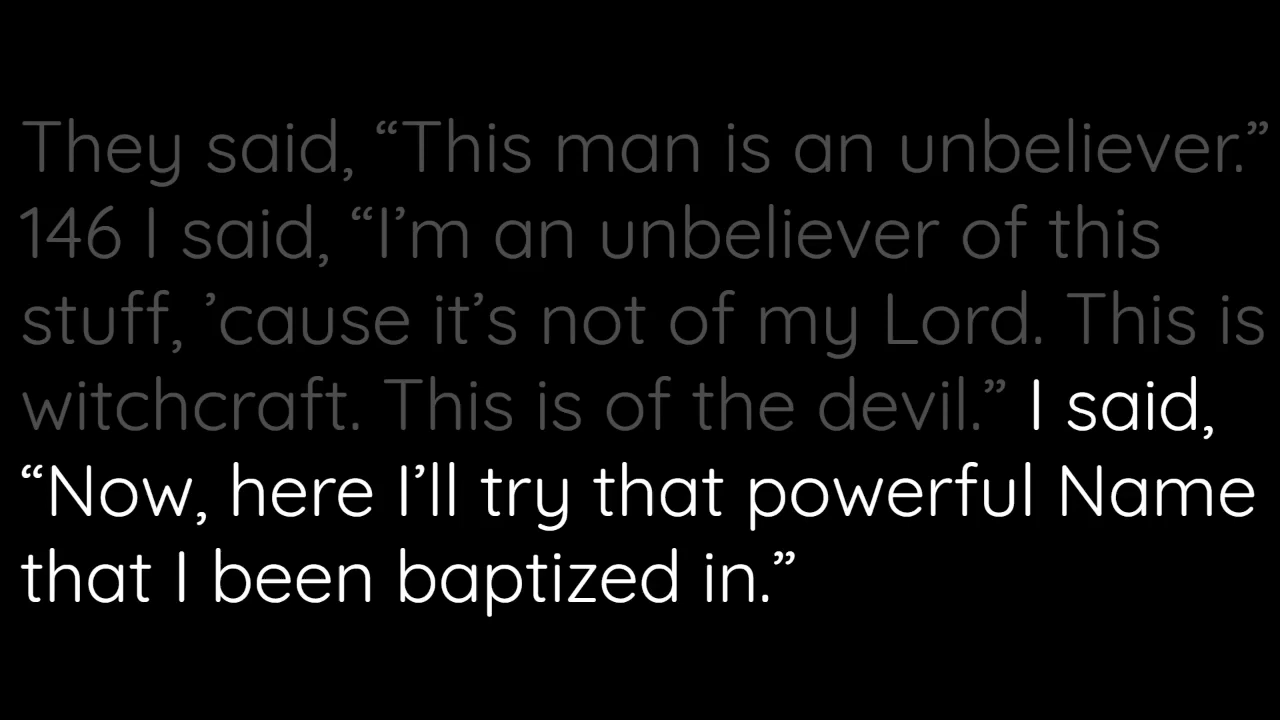 They said, “This man is an unbeliever.”
146 I said, “I’m an unbeliever of this
stuff, ’cause it’s not of my Lord. This is
witchcraft. This is of the devil.” I said,
“Now, here I’ll try that powerful Name
that I been baptized in.”